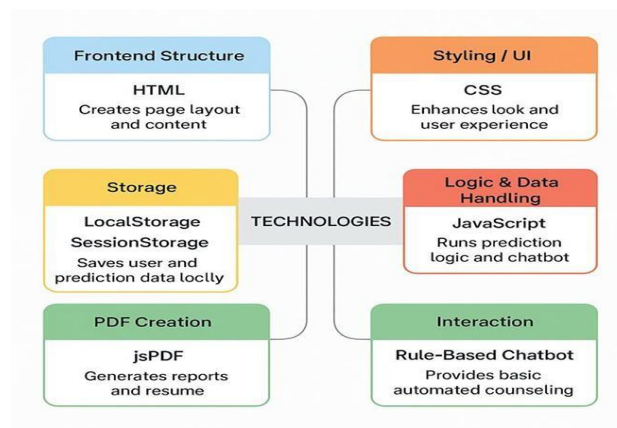 Frontend Structure
HTML
Creates page layout
and content
Styling / UI
CSS
Enhances look and
user experience
Storage
LocalStorage
SessionStorage
Saves user and
prediction data loclly
TECHNOLOGIES
Logic & Data
Handling
JavaScript
Runs prediction
logic and chatbot
PDF Creation
jsPDF
Generates reports
and resume
Interaction
Rule-Based Chatbot
Provides basic
automated counseling